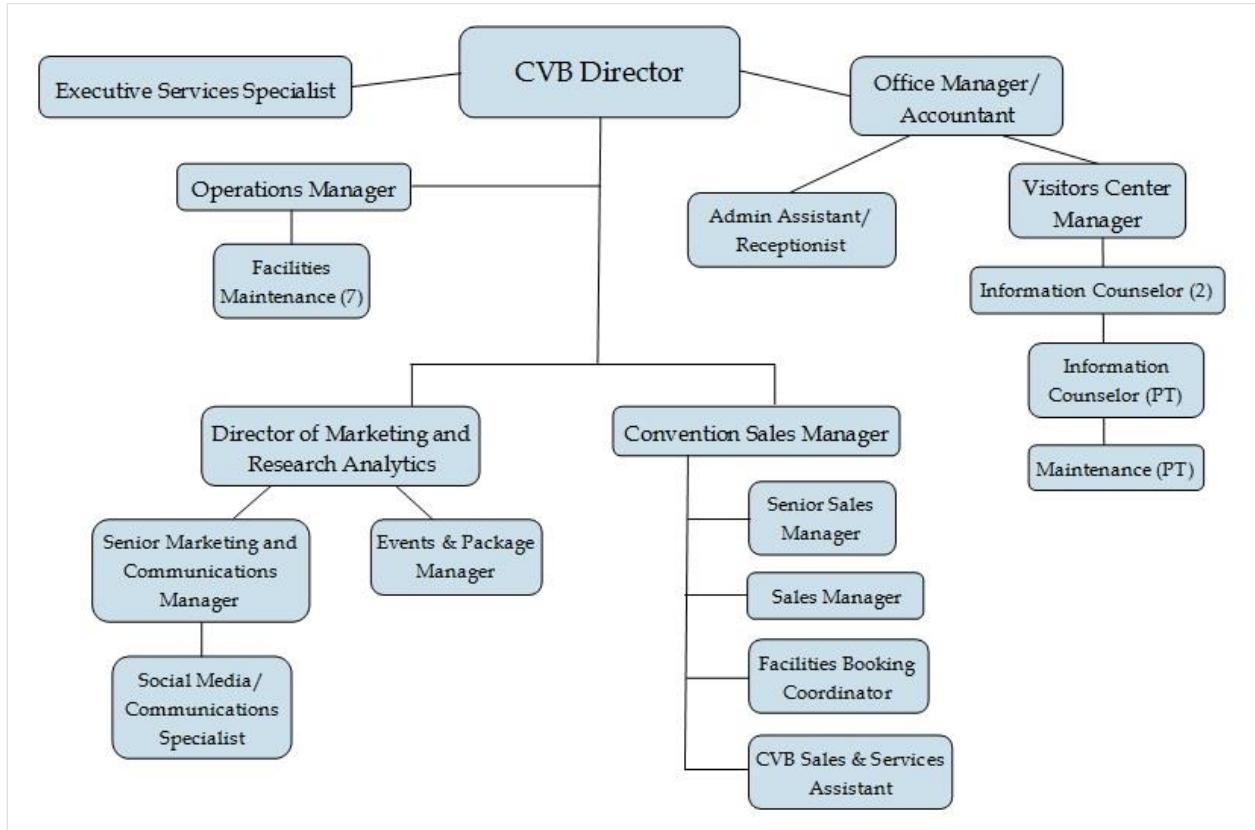 CVB Director
Executive Services Specialist
Office Manager/
Accountant
Operations Manager
Facilities
Maintenance (7)
Admin Assistant/
Receptionist
Visitors Center
Manager
Information Counselor (2)
Information
Counselor (PT)
Maintenance (PT)
Director of Marketing and
Research Analytics
Senior Marketing and
Communications
Manager
Events & Package
Manager
Social Media/
Communications
Specialist
Convention Sales Manager
Senior Sales
Manager
Sales Manager
Facilities Booking
Coordinator
CVB Sales & Services
Assistant